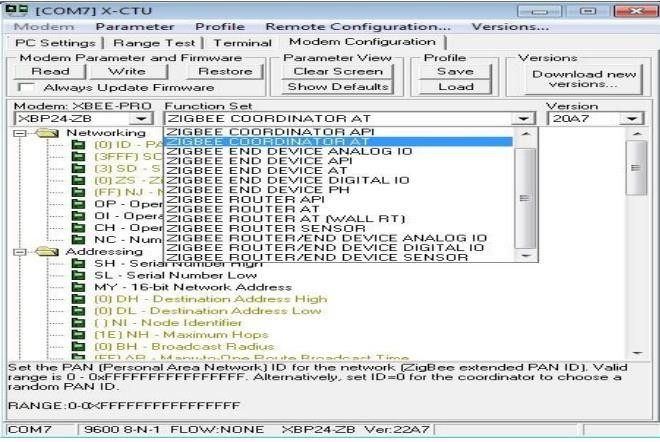 [COM7] X-CTU
Modem Parameter Profile Remote Configuration... Versions...
PC Settings Range Test Terminal Modem Configuration
Modem Parameter and Firmware Parameter View Profile Versions
Read Write Restore Clear Screen Save Download new versions...
Always Update Firmware Show Defaults Load
Modem: XBEE-PRO Function Set Version
XBP24-ZB ZIGBEE COORDINATOR AT 20A7
Networking
ZIGBEE COORDINATOR API
(0) ID - PA
ZIGBEE COORDINATOR AT
(3FFF) SC
ZIGBEE END DEVICE ANALOG IO
ZIGBEE END DEVICE API
(3) SD - S
ZIGBEE END DEVICE AT
(0) ZS - Z
ZIGBEE END DEVICE DIGITAL IO
(FF) NJ - N
ZIGBEE END DEVICE PH
OP - Oper
ZIGBEE ROUTER API
OI - Opera
ZIGBEE ROUTER AT
ZIGBEE ROUTER AT (WALL RT)
CH - Oper
ZIGBEE ROUTER SENSOR
NC - Num
ZIGBEE ROUTER/END DEVICE ANALOG IO
Addressing
ZIGBEE ROUTER/END DEVICE DIGITAL IO
ZIGBEE ROUTER/END DEVICE SENSOR
SH - Serial Number High
SL - Serial Number Low
MY - 16-bit Network Address
(0) DH - Destination Address High
(0) DL - Destination Address Low
( ) NI - Node Identifier
(1E) NH - Maximum Hops
(0) BH - Broadcast Radius
(FF) AR - Many-to-One Route Broadcast Time
Set the PAN (Personal Area Network) ID for the network (ZigBee extended PAN ID). Valid
range is 0 - 0xFFFFFFFFFFFFFFFF. Alternatively, set ID=0 for the coordinator to choose a
random PAN ID.
RANGE:0-0XFFFFFFFFFFFFFFFF
COM7 9600 8-N-1 FLOW:NONE XBP24-ZB Ver:22A7